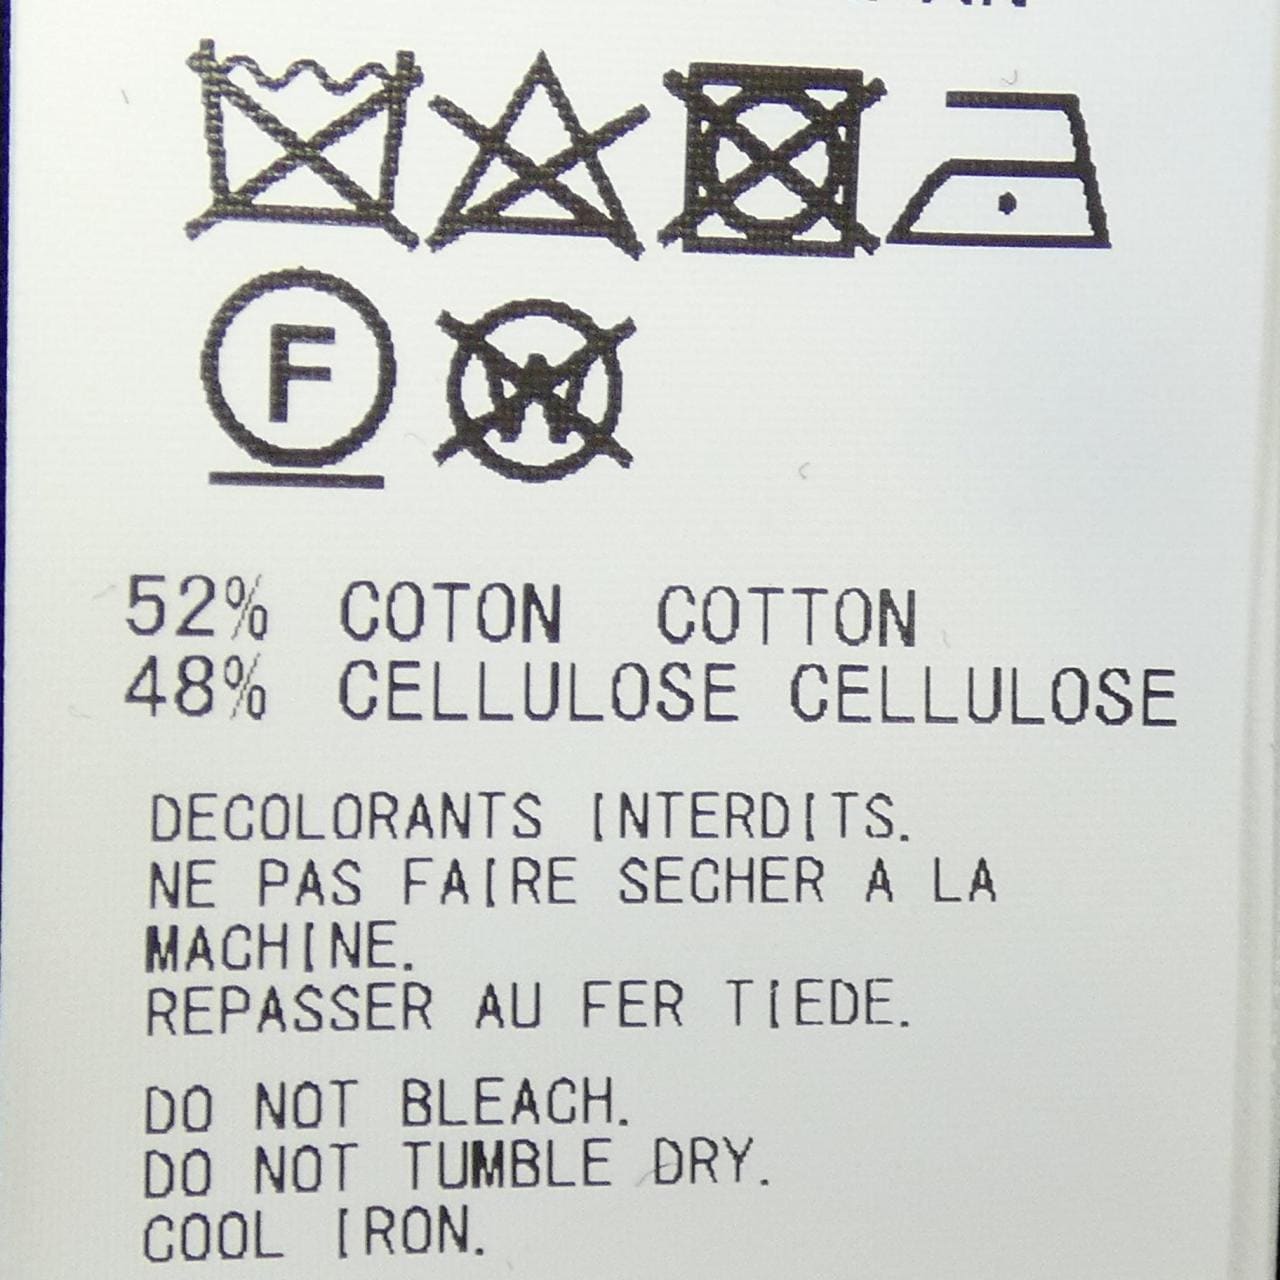 F
W
52% COTON COTTON
48% CELLULOSE CELLULOSE
DECOLORANTS INTERDITS.
NE PAS FAIRE SECHER A LA
MACHINE.
REPASSER AU FER TIEDE.
DO NOT BLEACH.
DO NOT TUMBLE DRY.
COOL IRON.